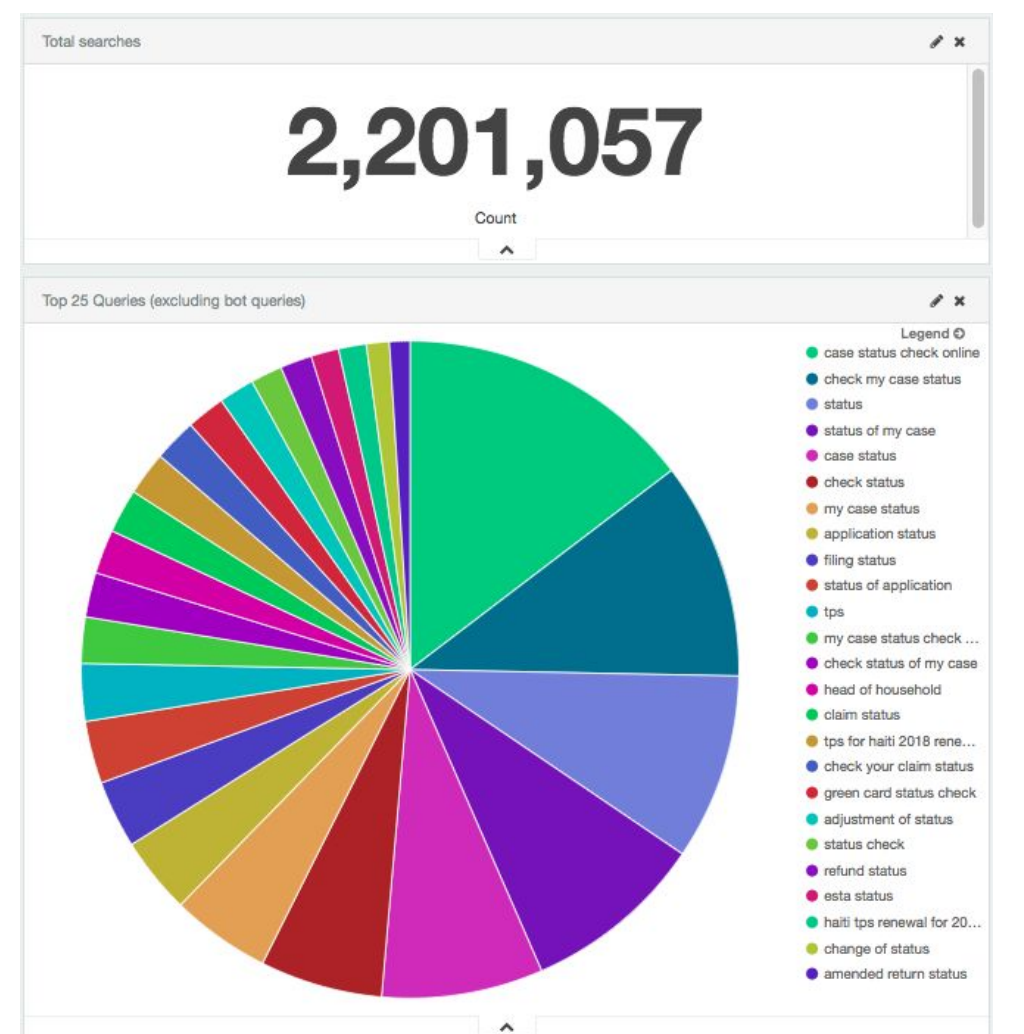 Total searches
2,201,057
Count
Top 25 Queries (excluding bot queries)
Legend
case status check online
check my case status
status
status of my case
case status
check status
my case status
application status
filing status
status of application
tps
my case status check ...
check status of my case
head of household
claim status
tps for haiti 2018 rene...
check your claim status
green card status check
adjustment of status
status check
refund status
esta status
haiti tps renewal for 20...
change of status
amended return status